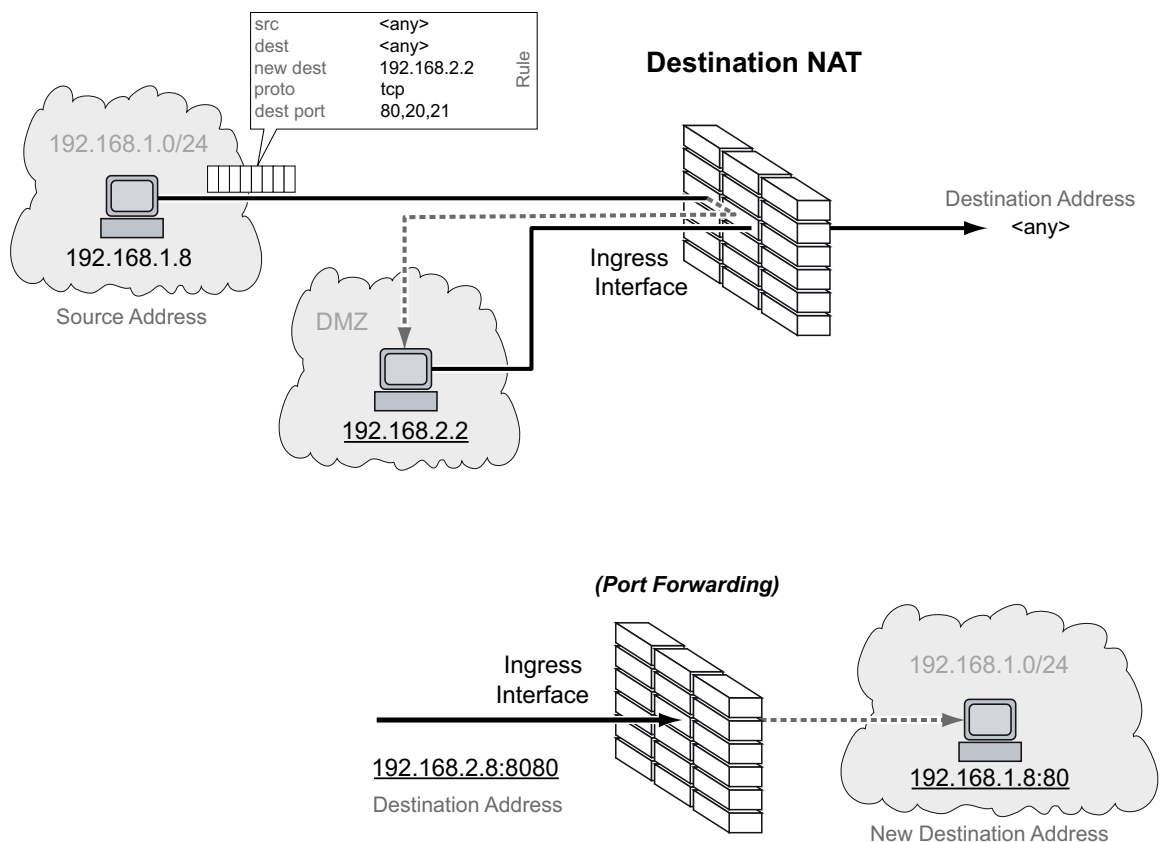 src <any>
dest <any>
new dest 192.168.2.2
proto tcp
dest port 80,20,21
Rule
Destination NAT
192.168.1.0/24
192.168.1.8
Source Address
Destination Address
<any>
Ingress
Interface
DMZ
192.168.2.2
(Port Forwarding)
Ingress
Interface
192.168.2.8:8080
Destination Address
192.168.1.0/24
192.168.1.8:80
New Destination Address